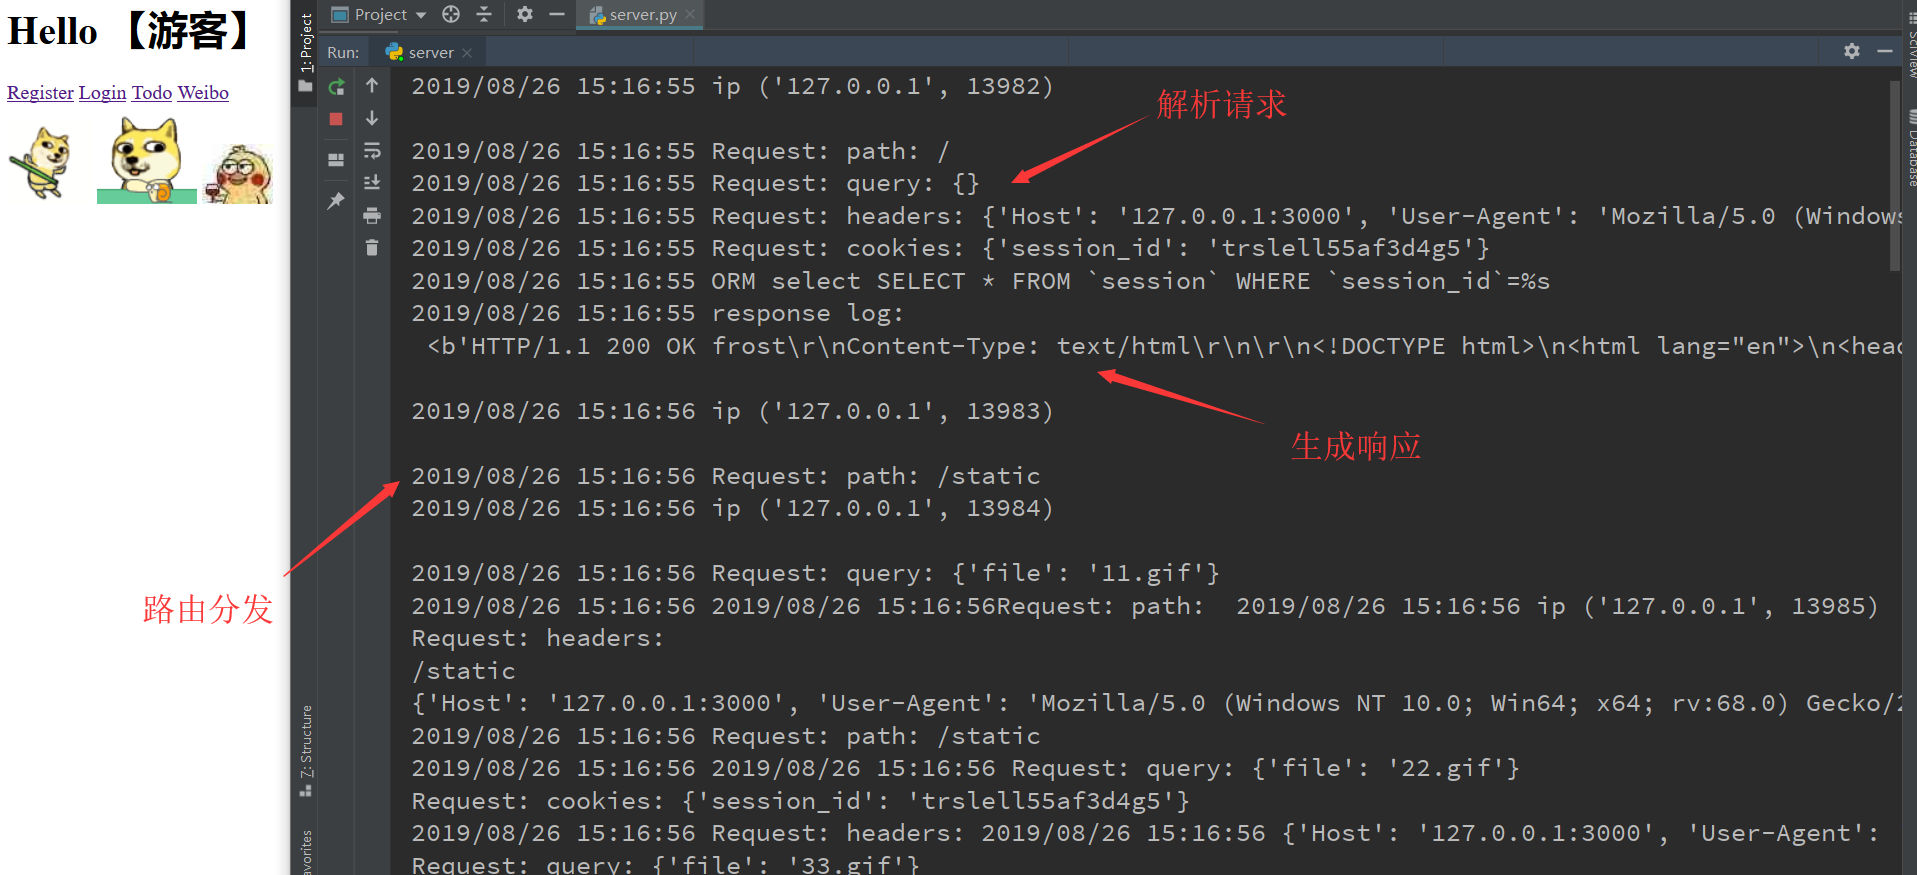 Hello 【游客】
Register Login Todo Weibo
Project
server.py
1: Project
Run:
server
2019/08/26 15:16:55 ip ('127.0.0.1', 13982)
解析请求
2019/08/26 15:16:55 Request: path: /
2019/08/26 15:16:55 Request: query: {}
2019/08/26 15:16:55 Request: headers: {'Host': '127.0.0.1:3000', 'User-Agent': 'Mozilla/5.0 (Windows
2019/08/26 15:16:55 Request: cookies: {'session_id': 'trslell55af3d4g5'}
2019/08/26 15:16:55 ORM select SELECT * FROM `session` WHERE `session_id`=%s
2019/08/26 15:16:55 response log:
<b'HTTP/1.1 200 OK frost\r\nContent-Type: text/html\r\n\r\n<!DOCTYPE html>\n<html lang="en">\n<head
2019/08/26 15:16:56 ip ('127.0.0.1', 13983)
生成响应
2019/08/26 15:16:56 Request: path: /static
2019/08/26 15:16:56 ip ('127.0.0.1', 13984)
2019/08/26 15:16:56 Request: query: {'file': '11.gif'}
路由分发
2019/08/26 15:16:56 2019/08/26 15:16:56Request: path:  2019/08/26 15:16:56 ip ('127.0.0.1', 13985)
Request: headers:
/static
{'Host': '127.0.0.1:3000', 'User-Agent': 'Mozilla/5.0 (Windows NT 10.0; Win64; x64; rv:68.0) Gecko/2
2019/08/26 15:16:56 Request: path: /static
2019/08/26 15:16:56 2019/08/26 15:16:56 Request: query: {'file': '22.gif'}
Request: cookies: {'session_id': 'trslell55af3d4g5'}
2019/08/26 15:16:56 Request: headers: 2019/08/26 15:16:56 {'Host': '127.0.0.1:3000', 'User-Agent':
Request: query: {'file': '33.gif'}
7: Structure
avorites
SciView
Database